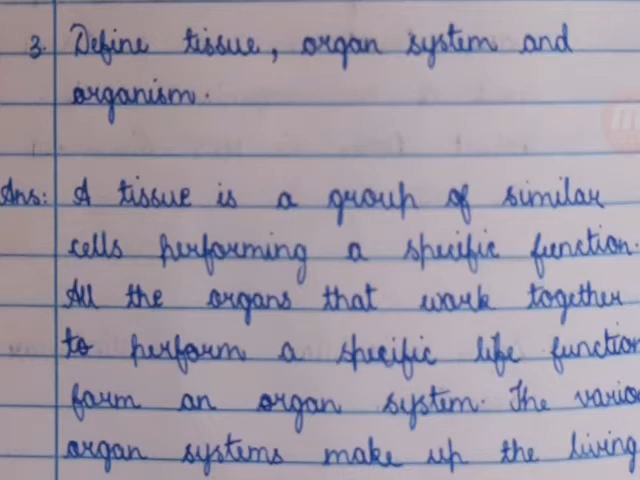 3. Define tissue, organ system and
organism.
Ans: A tissue is a group of similar
cells performing a specific function.
All the organs that work together
to perform a specific life function
form an organ system. The
organ systems make up the living